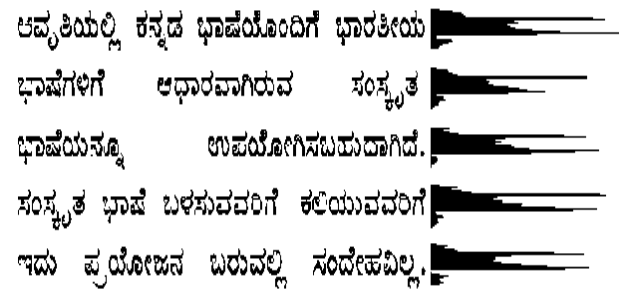 ಆವೃತಿಯಲ್ಲಿ ಕನ್ನಡ ಭಾಷೆಯೊಂದಿಗೆ ಭಾರತೀಯ
ಭಾಷೆಗಳಿಗೆ ಆಧಾರವಾಗಿರುವ ಸಂಸ್ಕೃತ
ಭಾಷೆಯನ್ನೂ ಉಪಯೋಗಿಸಬಹುದಾಗಿದೆ.
ಸಂಸ್ಕೃತ ಭಾಷೆ ಬಳಸುವವರಿಗೆ ಕಲಿಯುವವರಿಗೆ
ಇದು ಪ್ರಯೋಜನ ಬರುವಲ್ಲಿ ಸಂದೇಹವಿಲ್ಲ.